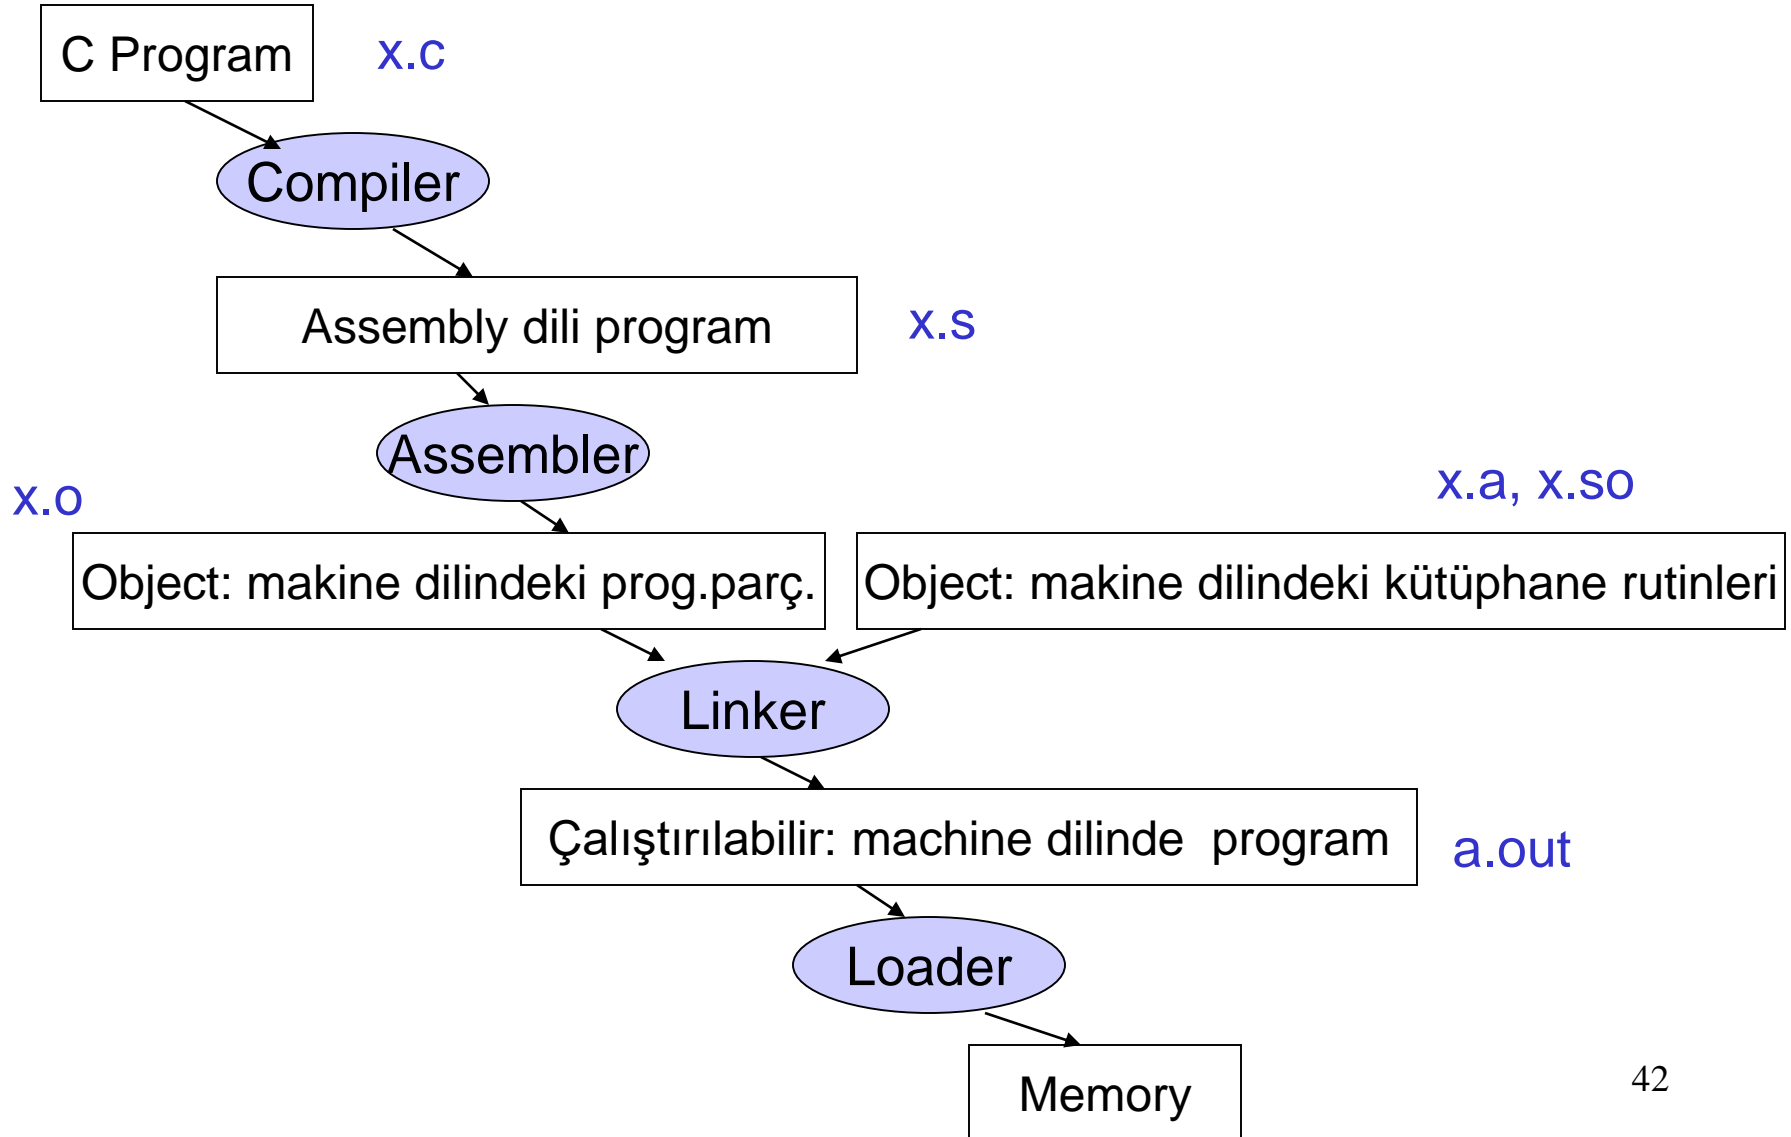 C Program
x.c
Compiler
Assembly dili program
x.s
Assembler
x.o
x.a, x.so
Object: makine dilindeki prog.parç.
Object: makine dilindeki kütüphane rutinleri
Linker
Çalıştırılabilir: machine dilinde program
a.out
Loader
Memory
42